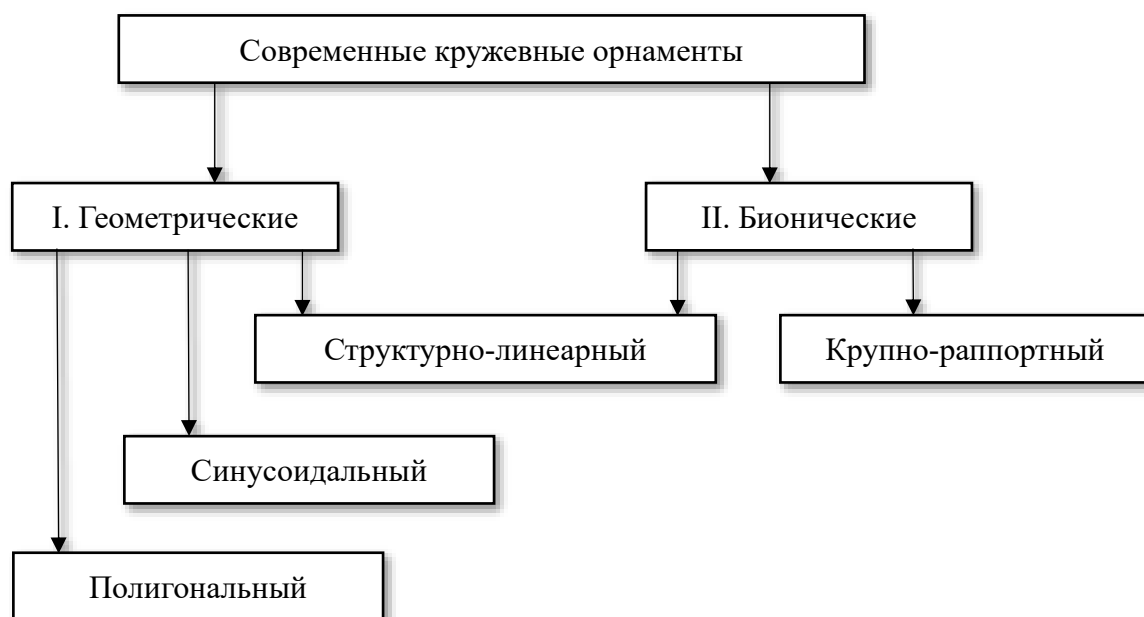 Современные кружевные орнаменты
I. Геометрические
II. Бионические
Структурно-линеарный
Крупно-раппортный
Синусоидальный
Полигональный